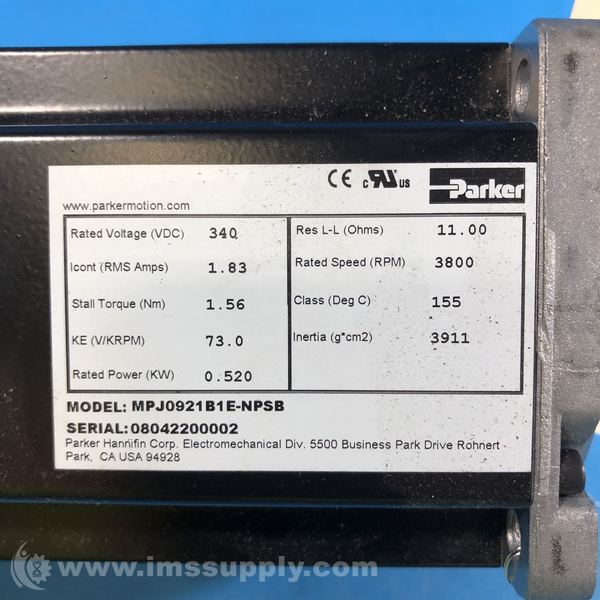 CE c UR US Parker
www.parkermotion.com
Rated Voltage (VDC) 340 Res L-L (Ohms) 11.00
Icont (RMS Amps) 1.83 Rated Speed (RPM) 3800
Stall Torque (Nm) 1.56 Class (Deg C) 155
KE (V/KRPM) 73.0 Inertia (g*cm2) 3911
Rated Power (KW) 0.520
MODEL: MPJ0921B1E-NPSB
SERIAL: 08042200002
Parker Hannifin Corp. Electromechanical Div. 5500 Business Park Drive Rohnert
Park, CA USA 94928
www.imssupply.com